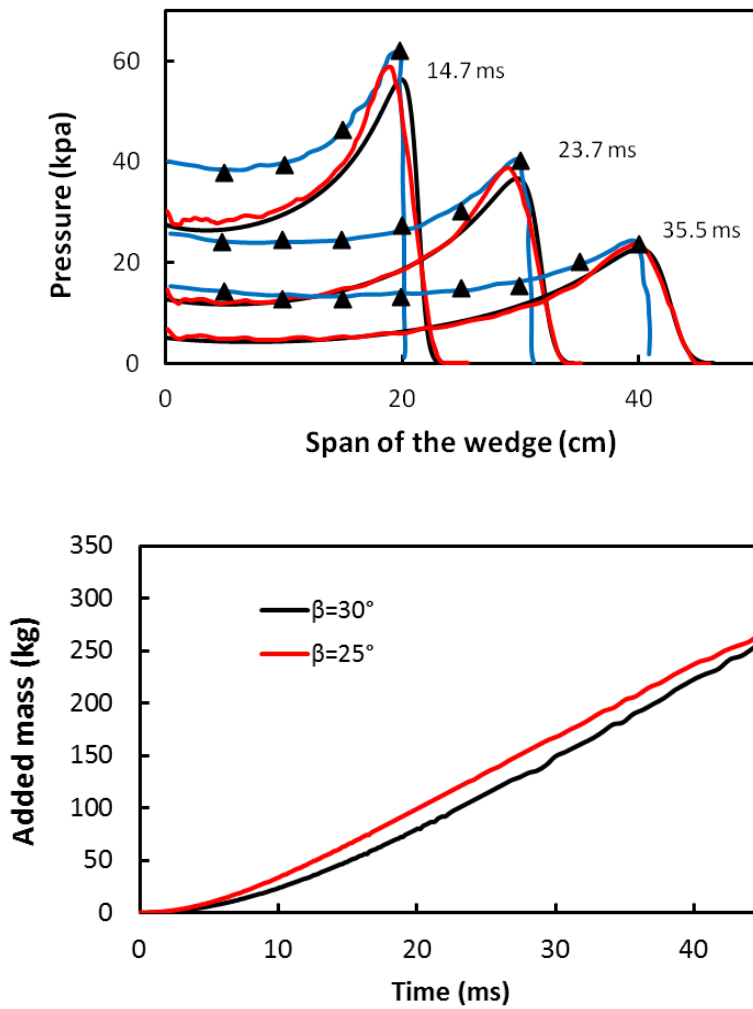 60
14.7 ms
40
23.7 ms
Pressure (kpa)
35.5 ms
20
0
0
20
40
Span of the wedge (cm)
350
300
β=30°
250
β=25°
200
Added mass (kg)
150
100
50
0
0
10
20
30
40
Time (ms)